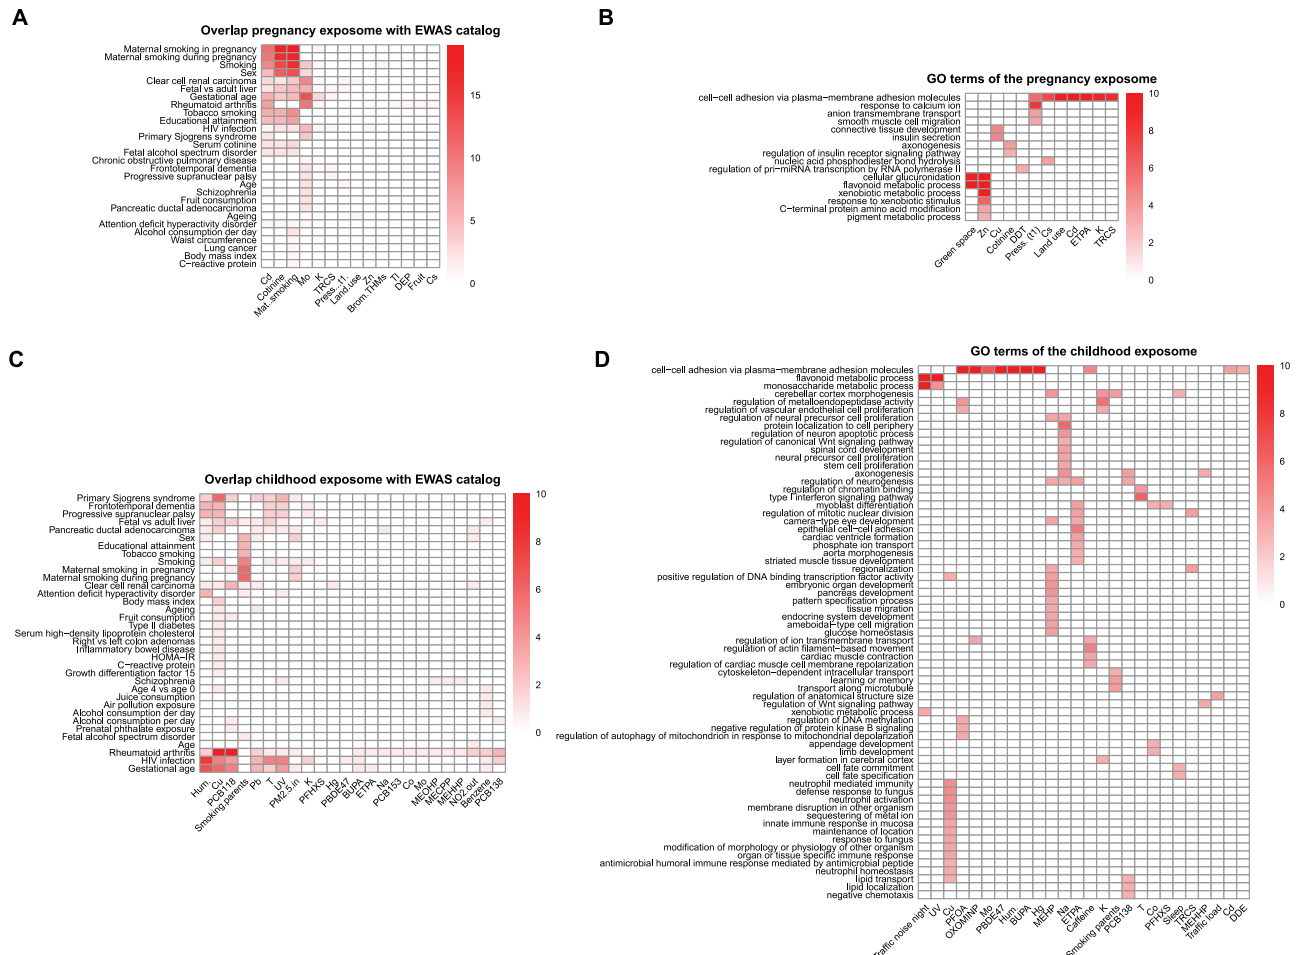 A
Overlap pregnancy exposome with EWAS catalog
Maternal smoking in pregnancy
Maternal smoking during pregnancy
Smoking
Sex
Clear cell renal carcinoma
Fetal vs adult liver
Gestational age
Rheumatoid arthritis
Tobacco smoking
Educational attainment
HIV infection
Primary Sjogrens syndrome
Serum cotinine
Fetal alcohol spectrum disorder
Chronic obstructive pulmonary disease
Frontotemporal dementia
Progressive supranuclear palsy
Age
Schizophrenia
Fruit consumption
Pancreatic ductal adenocarcinoma
Ageing
Attention deficit hyperactivity disorder
Alcohol consumption per day
Waist circumference
Lung cancer
Body mass index
C−reactive protein
Cd
Cotinine
Mat..smoking
Mo
K
TRCS
Press...t1.
Land.use
Zn
Brom.THMs
Tl
DEP
Fruit
Cs
15
10
5
0
B
GO terms of the pregnancy exposome
cell−cell adhesion via plasma−membrane adhesion molecules
response to calcium ion
anion transmembrane transport
smooth muscle cell migration
connective tissue development
insulin secretion
axonogenesis
regulation of insulin receptor signaling pathway
nucleic acid phosphodiester bond hydrolysis
regulation of pri−miRNA transcription by RNA polymerase II
cellular glucuronidation
flavonoid metabolic process
xenobiotic metabolic process
response to xenobiotic stimulus
C−terminal protein amino acid modification
pigment metabolic process
Green space
Zn
Cu
Cotinine
DDT
Press. (t1)
Cs
Land use
Cd
ETPA
K
TRCS
10
8
6
4
2
0
C
Overlap childhood exposome with EWAS catalog
Primary Sjogrens syndrome
Frontotemporal dementia
Progressive supranuclear palsy
Fetal vs adult liver
Pancreatic ductal adenocarcinoma
Sex
Educational attainment
Tobacco smoking
Smoking
Maternal smoking in pregnancy
Maternal smoking during pregnancy
Clear cell renal carcinoma
Attention deficit hyperactivity disorder
Body mass index
Ageing
Fruit consumption
Type II diabetes
Serum high−density lipoprotein cholesterol
Right vs left colon adenomas
Inflammatory bowel disease
HOMA−IR
C−reactive protein
Growth differentiation factor 15
Schizophrenia
Age 4 vs age 0
Juice consumption
Air pollution exposure
Alcohol consumption per day
Alcohol consumption per day
Prenatal phthalate exposure
Fetal alcohol spectrum disorder
Age
Rheumatoid arthritis
HIV infection
Gestational age
Hum.
Cu
PCB118
Smoking.parents
Pb
T
UV
PM2.5.in
K
PFHXS
Hg
PBDE47
BUPA
ETPA
Na
PCB153
Co
Mo
MEOHP
MECPP
MEHHP
NO2.out
Benzene
PCB138
10
8
6
4
2
0
D
GO terms of the childhood exposome
cell−cell adhesion via plasma−membrane adhesion molecules
flavonoid metabolic process
monosaccharide metabolic process
cerebellar cortex morphogenesis
regulation of metalloendopeptidase activity
regulation of vascular endothelial cell proliferation
regulation of neural precursor cell proliferation
protein localization to cell periphery
regulation of neuron apoptotic process
regulation of canonical Wnt signaling pathway
spinal cord development
neural precursor cell proliferation
stem cell proliferation
axonogenesis
regulation of neurogenesis
regulation of chromatin binding
type I interferon signaling pathway
myoblast differentiation
regulation of mitotic nuclear division
camera−type eye development
epithelial cell−cell adhesion
cardiac ventricle formation
phosphate ion transport
aorta morphogenesis
striated muscle tissue development
regionalization
positive regulation of DNA binding transcription factor activity
embryonic organ development
pancreas development
pattern specification process
tissue migration
endocrine system development
ameboidal−type cell migration
glucose homeostasis
regulation of ion transmembrane transport
regulation of actin filament−based movement
cardiac muscle contraction
regulation of cardiac muscle cell membrane repolarization
cytoskeleton−dependent intracellular transport
learning or memory
transport along microtubule
regulation of anatomical structure size
regulation of Wnt signaling pathway
xenobiotic metabolic process
regulation of DNA methylation
negative regulation of protein kinase B signaling
regulation of autophagy of mitochondrion in response to mitochondrial depolarization
appendage development
limb development
layer formation in cerebral cortex
cell fate commitment
cell fate specification
neutrophil mediated immunity
defense response to fungus
neutrophil activation
membrane disruption in other organism
sequestering of metal ion
innate immune response in mucosa
maintenance of location
response to fungus
modification of morphology or physiology of other organism
organ or tissue specific immune response
antimicrobial humoral immune response mediated by antimicrobial peptide
neutrophil homeostasis
lipid transport
lipid localization
negative chemotaxis
Traffic noise night
UV
Cu
PFOA
OXOMINP
Mo
PBDE47
Hum.
BUPA
Hg
MEHP
Na
ETPA
Caffeine
K
Smoking parents
PCB138
T
Co
PFHXS
Sleep
TRCS
MEHHP
Traffic load
Cd
DDE
10
8
6
4
2
0